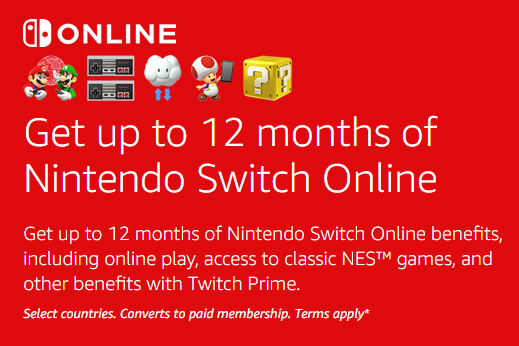 ONLINE
Get up to 12 months of
Nintendo Switch Online
Get up to 12 months of Nintendo Switch Online benefits,
including online play, access to classic NES™ games, and
other benefits with Twitch Prime.
Select countries. Converts to paid membership. Terms apply*